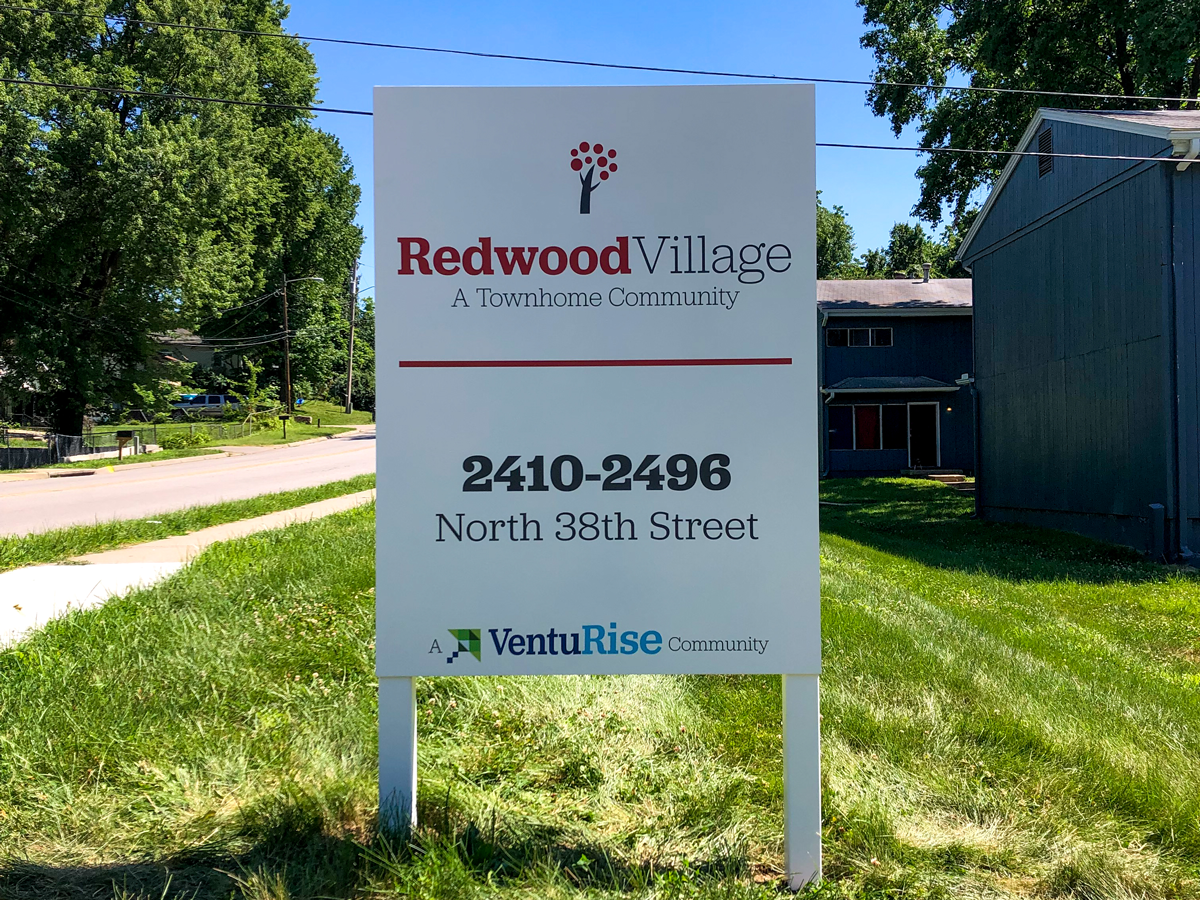 RedwoodVillage
A Townhome Community
2410-2496
North 38th Street
A VentuRise Community